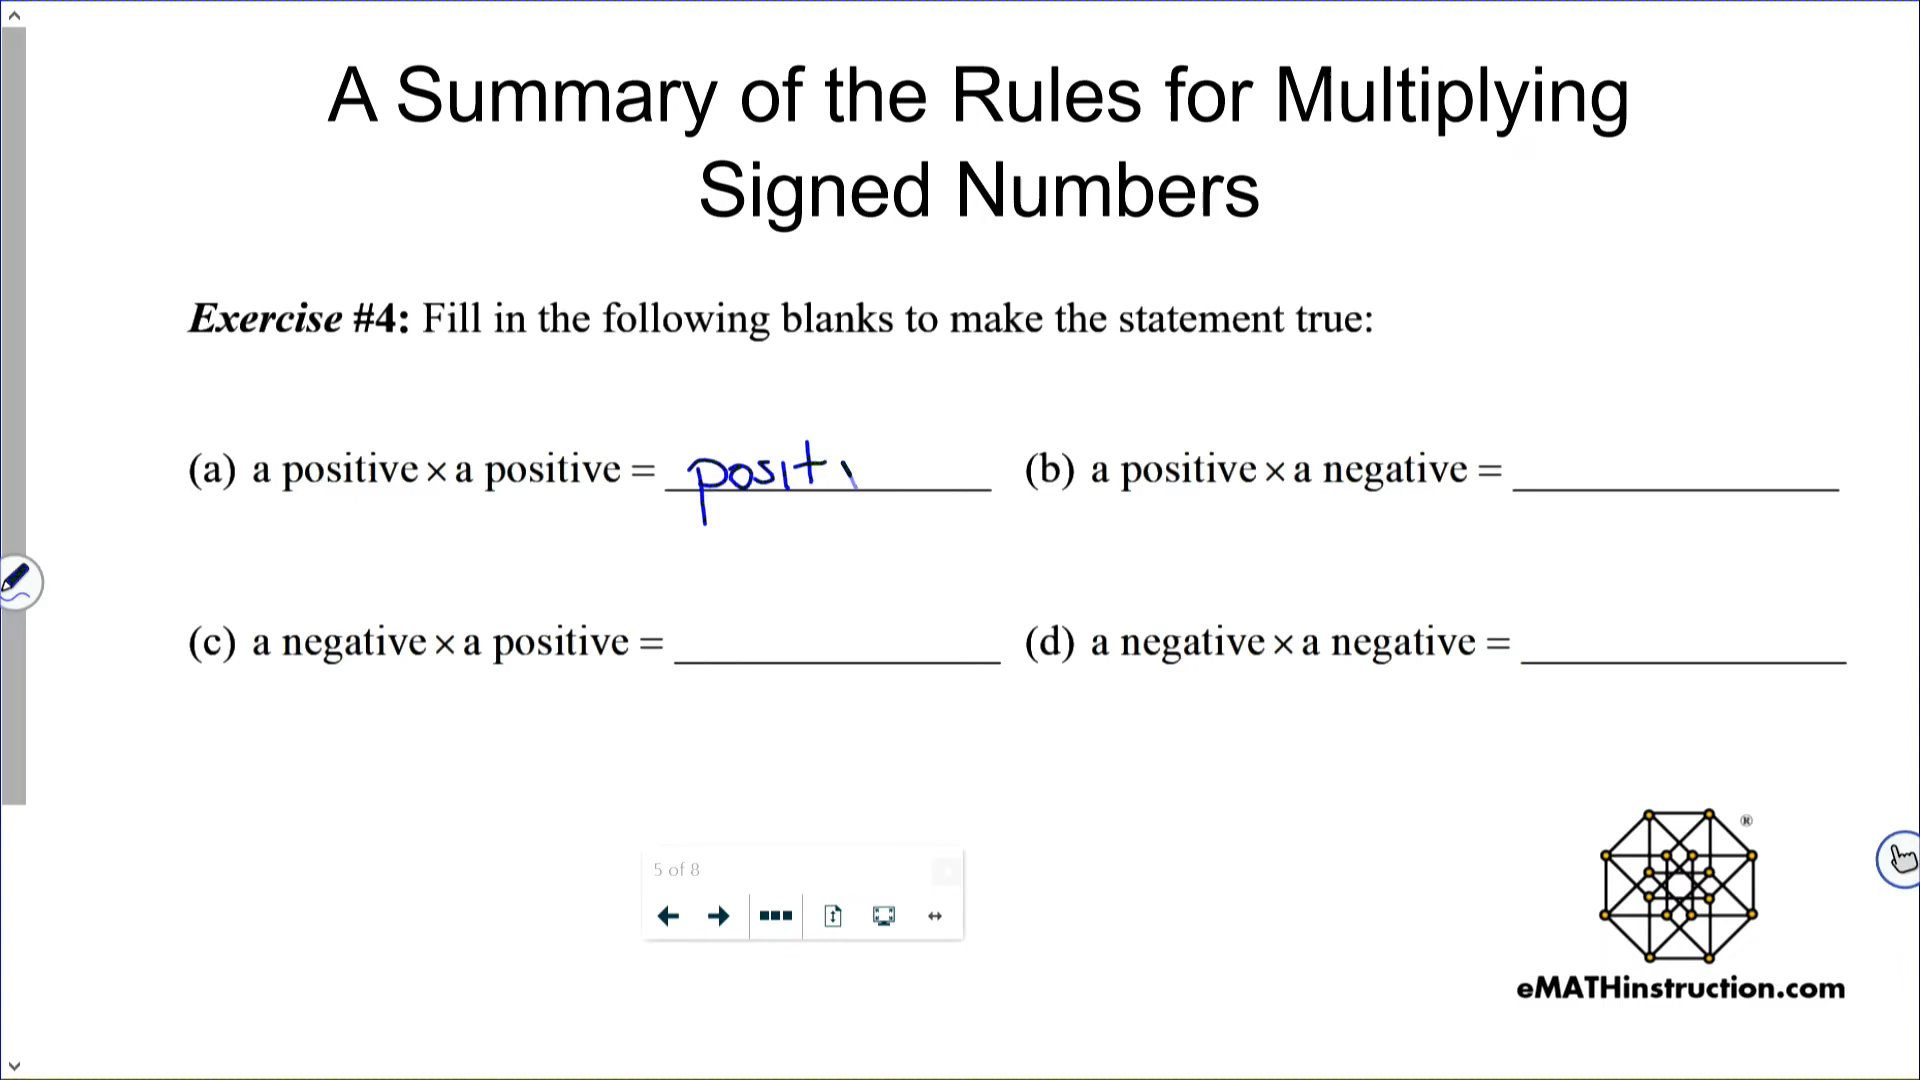 A Summary of the Rules for Multiplying
Signed Numbers
Exercise #4: Fill in the following blanks to make the statement true:
(a) a positive × a positive = positi
(b) a positive × a negative =
(c) a negative × a positive =
(d) a negative × a negative =
5 of 8
®
eMATHinstruction.com